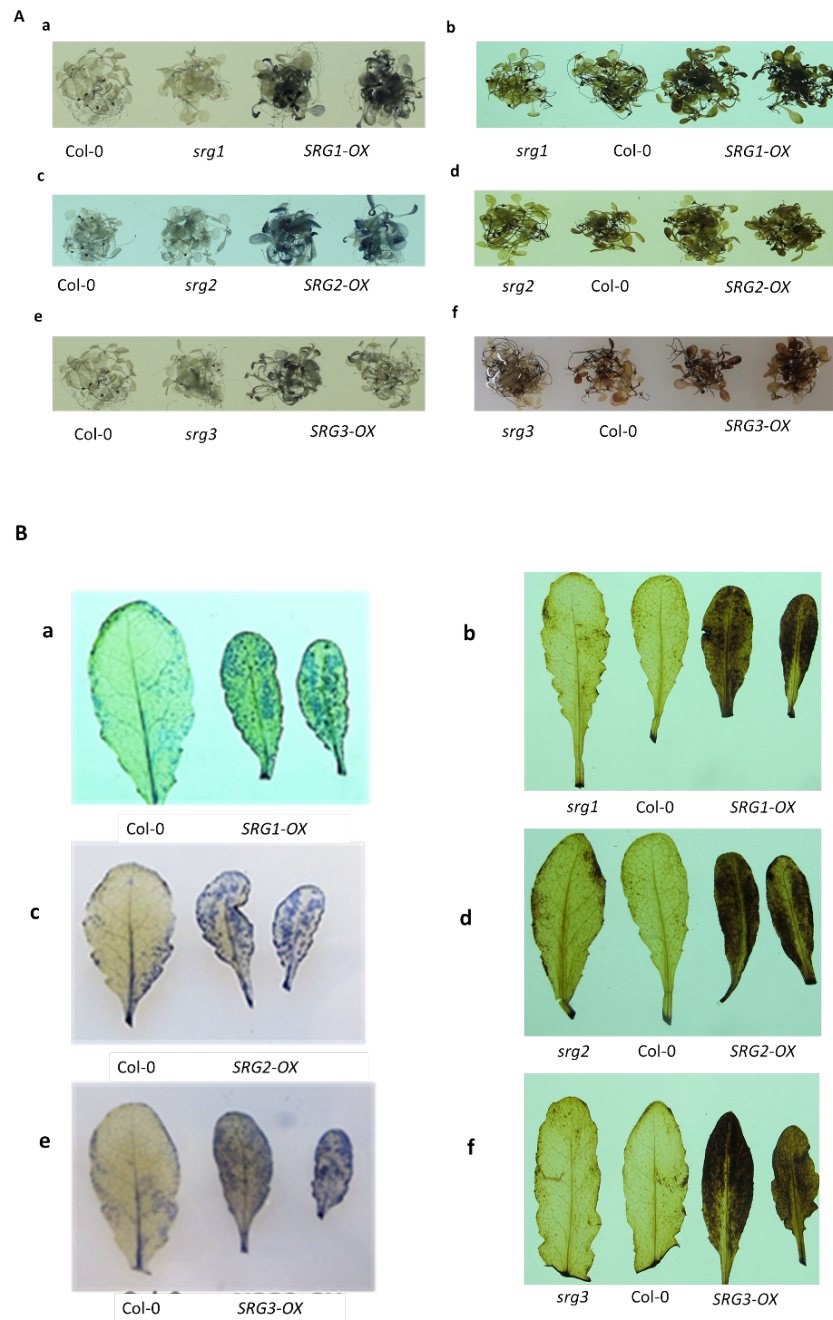 A
a
b
Col-0 srg1 SRG1-OX
srg1 Col-0 SRG1-OX
c
d
Col-0 srg2 SRG2-OX
srg2 Col-0 SRG2-OX
e
f
Col-0 srg3 SRG3-OX
srg3 Col-0 SRG3-OX
B
a
b
srg1 Col-0 SRG1-OX
Col-0 SRG1-OX
c
d
srg2 Col-0 SRG2-OX
Col-0 SRG2-OX
e
f
srg3 Col-0 SRG3-OX
Col-0 SRG3-OX